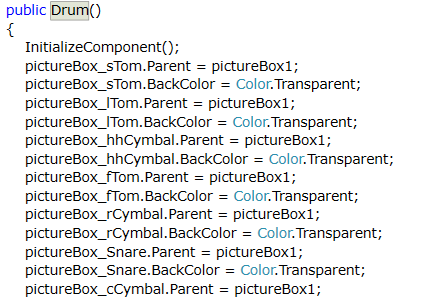 public Drum()
{
InitializeComponent();
pictureBox_sTom.Parent = pictureBox1;
pictureBox_sTom.BackColor = Color.Transparent;
pictureBox_lTom.Parent = pictureBox1;
pictureBox_lTom.BackColor = Color.Transparent;
pictureBox_hhCymbal.Parent = pictureBox1;
pictureBox_hhCymbal.BackColor = Color.Transparent;
pictureBox_fTom.Parent = pictureBox1;
pictureBox_fTom.BackColor = Color.Transparent;
pictureBox_rCymbal.Parent = pictureBox1;
pictureBox_rCymbal.BackColor = Color.Transparent;
pictureBox_Snare.Parent = pictureBox1;
pictureBox_Snare.BackColor = Color.Transparent;
pictureBox_cCymbal.Parent = pictureBox1;